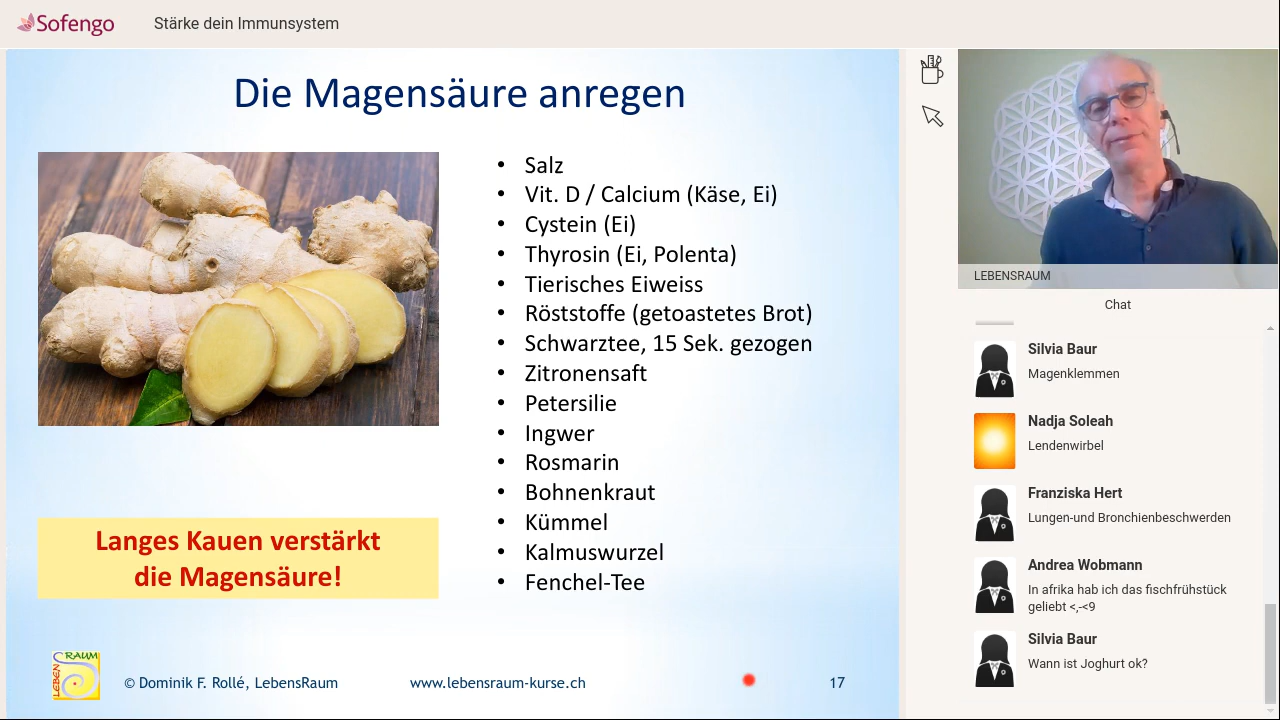 Sofengo
Stärke dein Immunsystem
Die Magensäure anregen
• Salz
• Vit. D / Calcium (Käse, Ei)
• Cystein (Ei)
• Thyrosin (Ei, Polenta)
• Tierisches Eiweiss
• Röststoffe (getoastetes Brot)
• Schwarztee, 15 Sek. gezogen
• Zitronensaft
• Petersilie
• Ingwer
• Rosmarin
• Bohnenkraut
• Kümmel
• Kalmuswurzel
• Fenchel-Tee
Langes Kauen verstärkt
die Magensäure!
LEBENSRAUM
© Dominik F. Rollé, LebensRaum
www.lebensraum-kurse.ch
17
LEBENSRAUM
Chat
Silvia Baur
Magenklemmen
Nadja Soleah
Lendenwirbel
Franziska Hert
Lungen-und Bronchienbeschwerden
Andrea Wobmann
In afrika hab ich das fischfrühstück
geliebt <,-<9
Silvia Baur
Wann ist Joghurt ok?